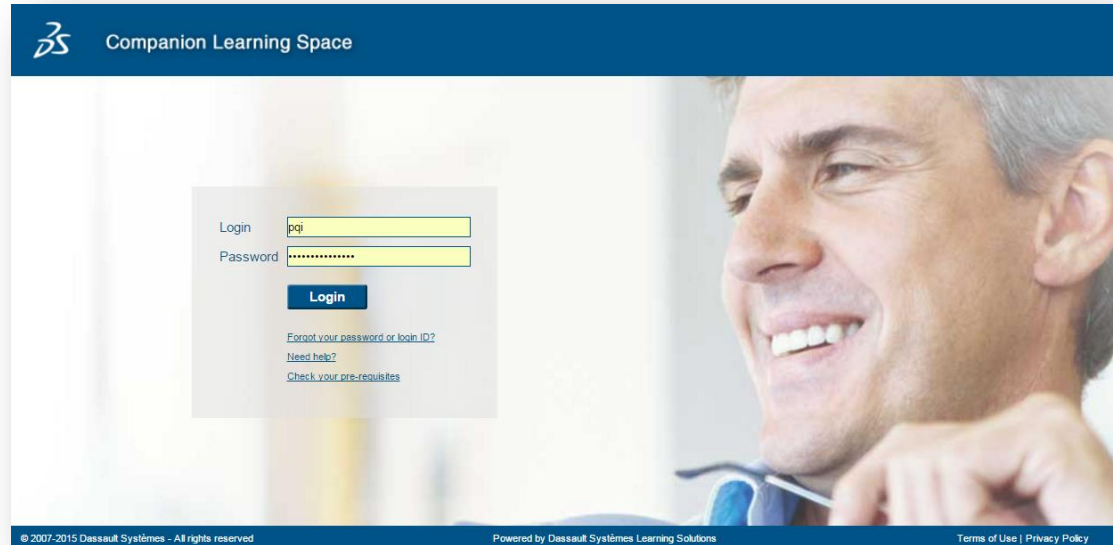 3DS Companion Learning Space
Login pqi
Password •••••••••••••••
Login
Forgot your password or login ID?
Need help?
Check your pre-requisites
© 2007-2015 Dassault Systèmes - All rights reserved Powered by Dassault Systèmes Learning Solutions Terms of Use | Privacy Policy